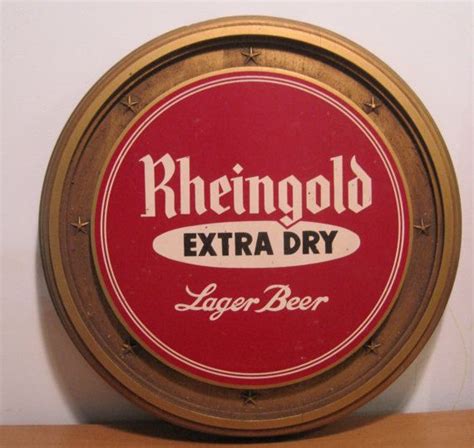 Rheingold
EXTRA DRY
Lager Beer